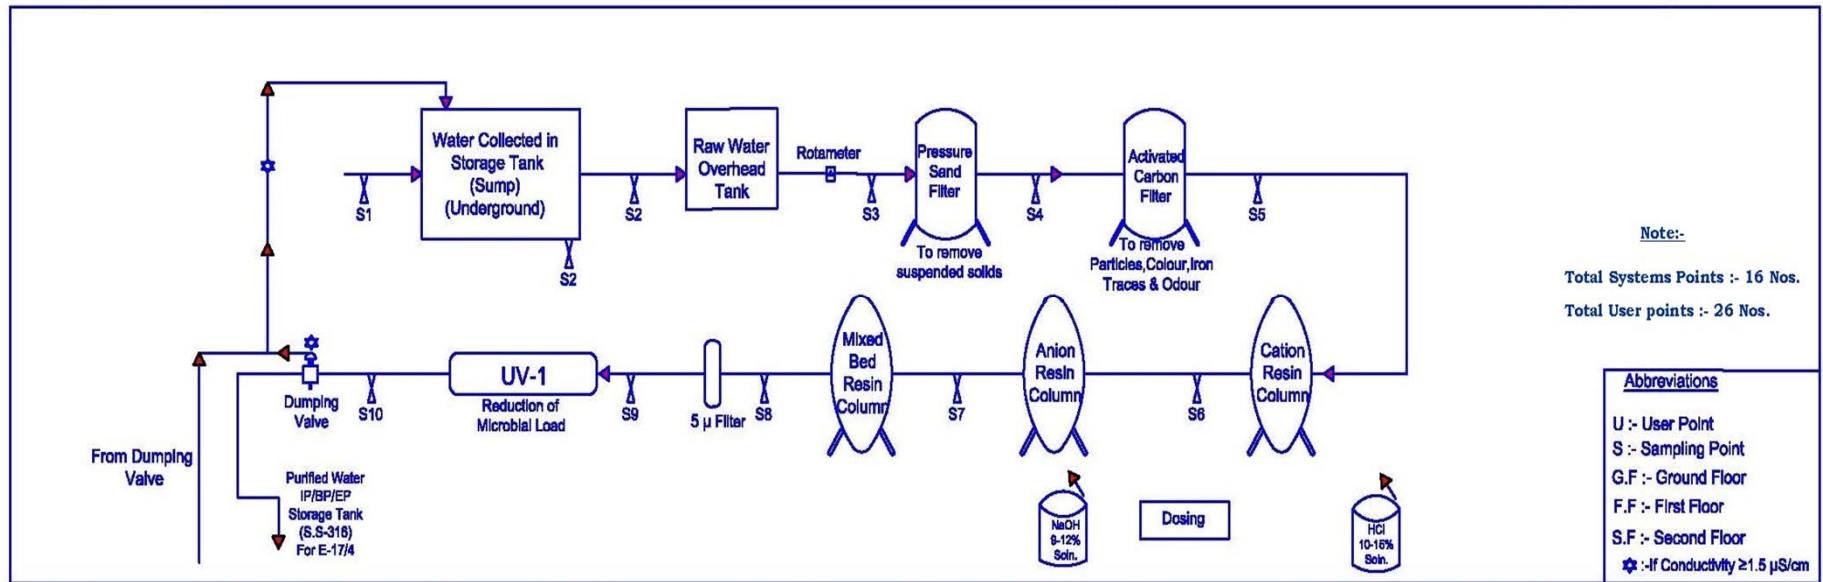 Water Collected in
Storage Tank
(Sump)
(Underground)
Raw Water
Overhead
Tank
Rotameter
Pressure
Sand
Filter
Activated
Carbon
Filter
S1
S2
S3
S4
S5
S2
To remove
suspended solids
To remove
Particles,Colour,Iron
Traces & Odour
Note:-
Total Systems Points :- 16 Nos.
Total User points :- 26 Nos.
Dumping
Valve
S10
UV-1
Reduction of
Microbial Load
S9
5 µ Filter
S8
Mixed
Bed
Resin
Column
S7
Anion
Resin
Column
S6
Cation
Resin
Column
From Dumping
Valve
Purified Water
IP/BP/EP
Storage Tank
(S.S-316)
For E-17/4
NaOH
9-12%
Soln.
Dosing
HCl
10-15%
Soln.
Abbreviations
U :- User Point
S :- Sampling Point
G.F :- Ground Floor
F.F :- First Floor
S.F :- Second Floor
:-If Conductivity ≥1.5 µS/cm